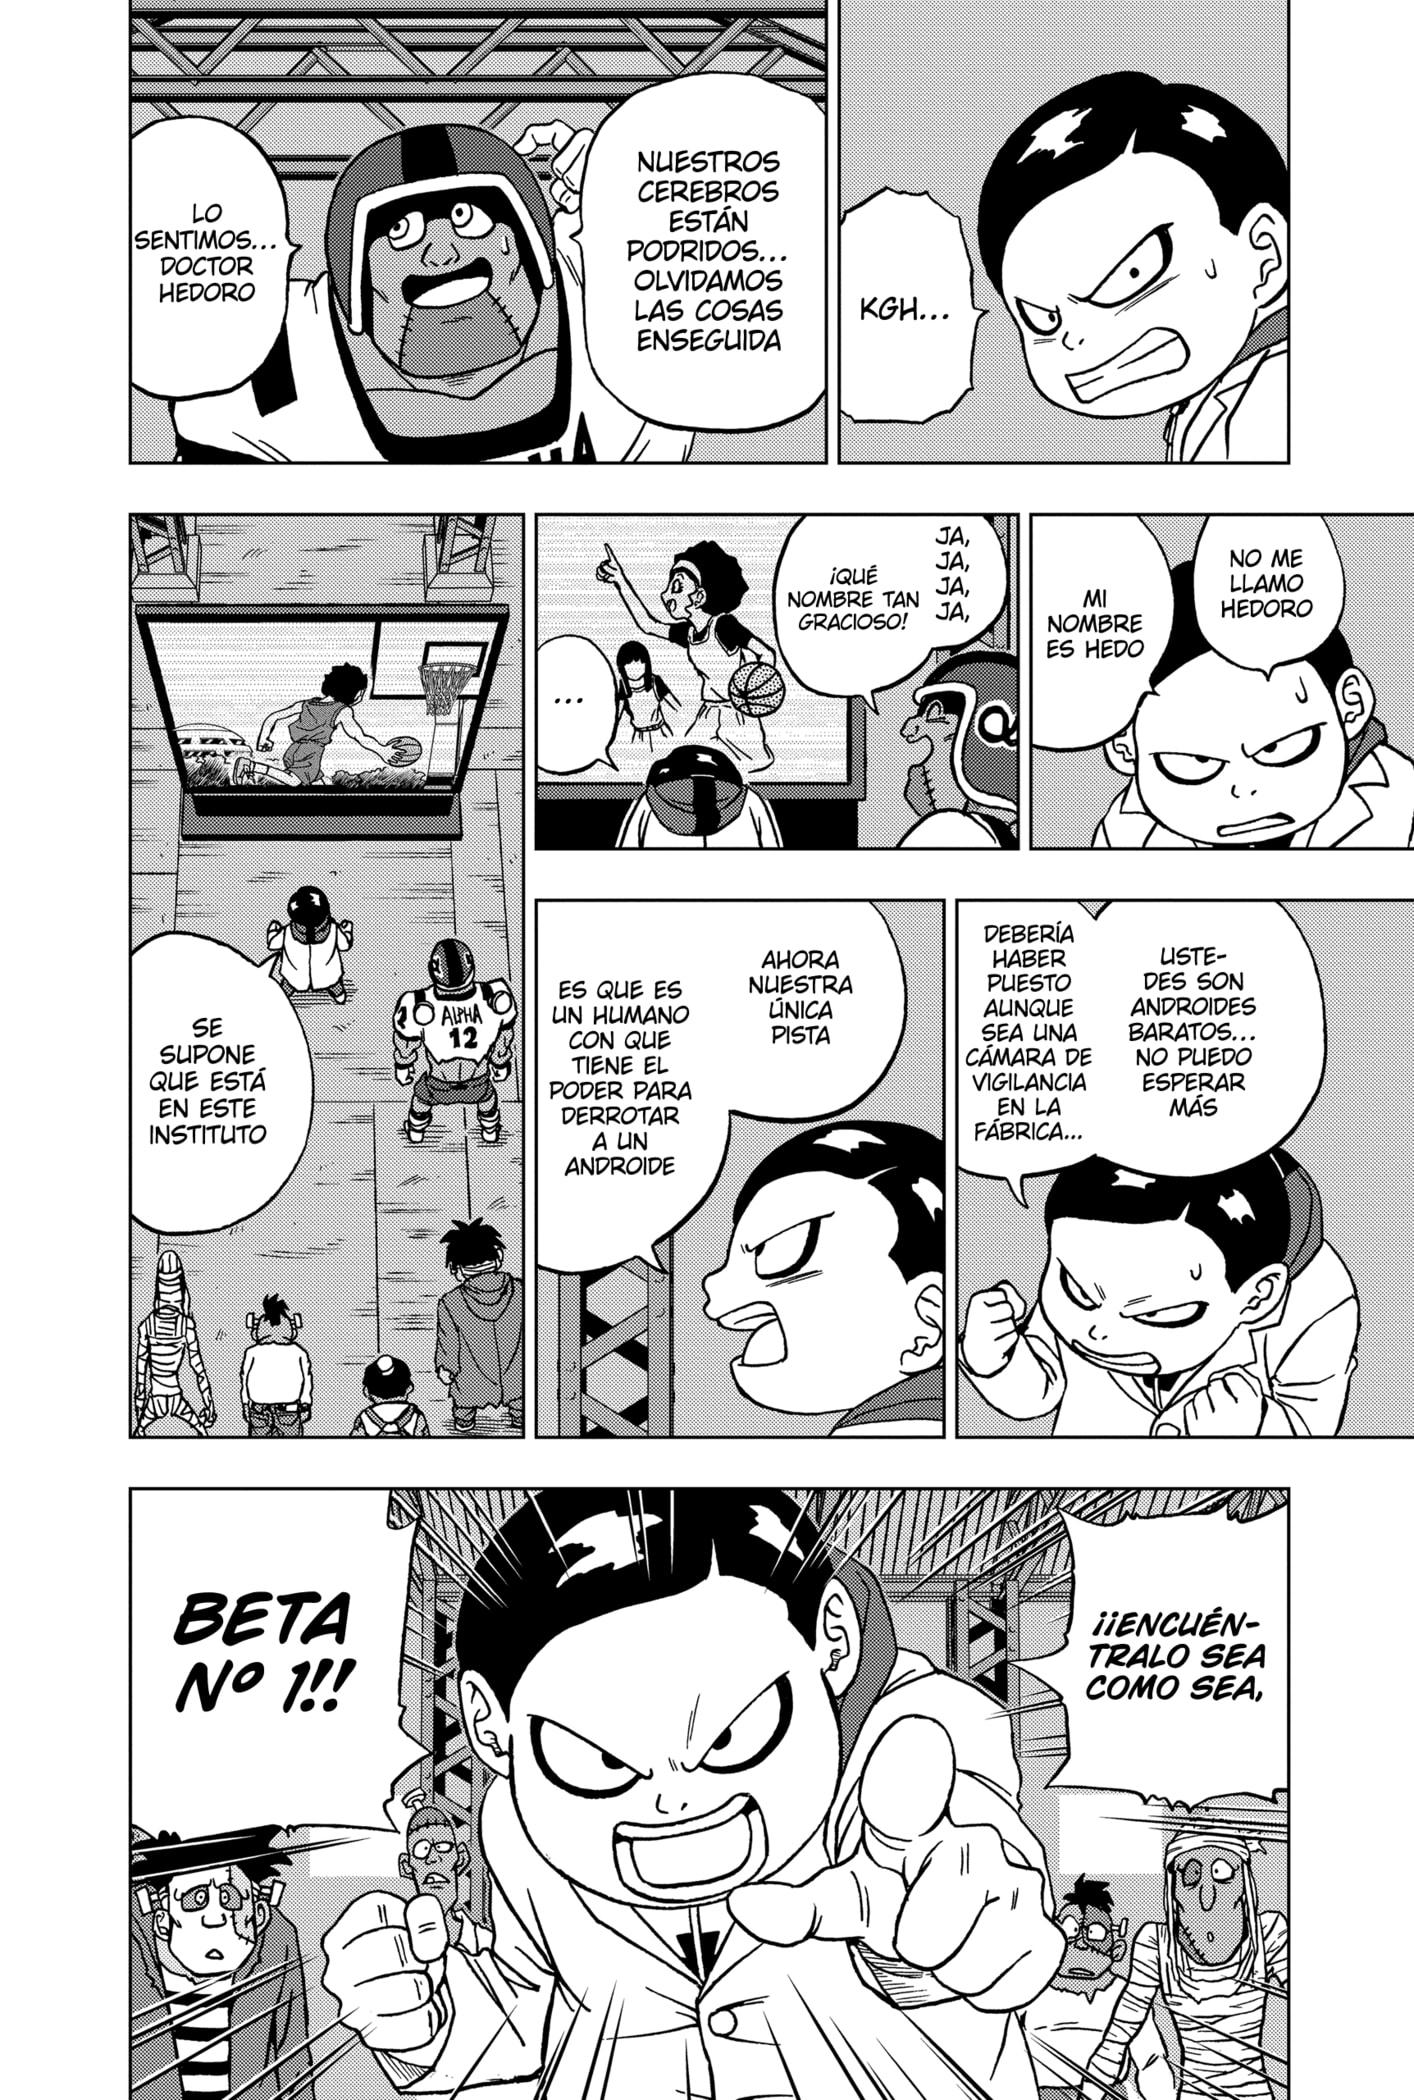 KGH...
NUESTROS
CEREBROS
ESTÁN
PODRIDOS...
OLVIDAMOS
LAS COSAS
ENSEGUIDA
LO
SENTIMOS...
DOCTOR
HEDORO
NO ME
LLAMO
HEDORO
MI
NOMBRE
ES HEDO
JA,
JA,
JA,
JA,
¡QUÉ
NOMBRE TAN
GRACIOSO!
...
USTE-
DES SON
ANDROIDES
BARATOS...
NO PUEDO
ESPERAR
MÁS
DEBERÍA
HABER
PUESTO
AUNQUE
SEA UNA
CÁMARA DE
VIGILANCIA
EN LA
FÁBRICA...
AHORA
NUESTRA
ÚNICA
PISTA
ES QUE ES
UN HUMANO
CON QUE
TIENE EL
PODER PARA
DERROTAR
A UN
ANDROIDE
SE
SUPONE
QUE ESTÁ
EN ESTE
INSTITUTO
ALPHA
12
¡¡ENCUÉN-
TRALO SEA
COMO SEA,
BETA
Nº 1!!